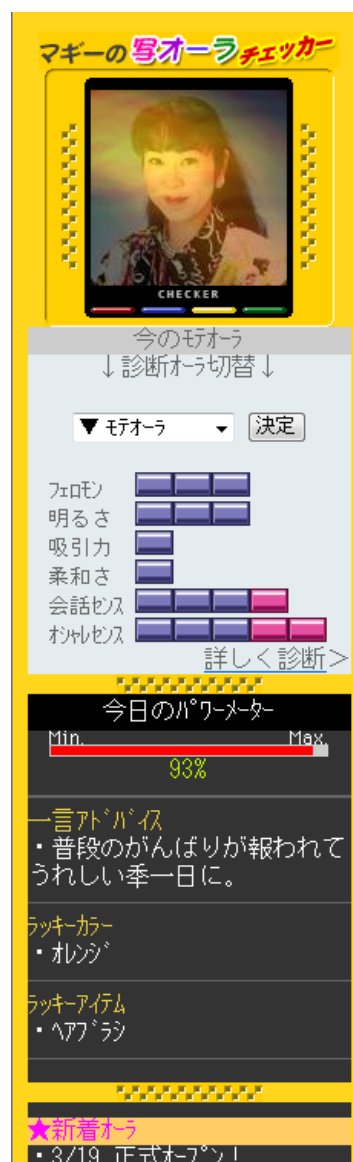 マギーの写オーラチェッカー
CHECKER
今のﾓﾃｵｰﾗ
↓診断ｵｰﾗ切替↓
▼ ﾓﾃｵｰﾗ
決定
ﾌｪﾛﾓﾝ
明るさ
吸引力
柔和さ
会話ｾﾝｽ
ｵｼｬﾚｾﾝｽ
詳しく診断>
今日のﾊﾟﾜｰﾒｰﾀｰ
Min. Max.
93%
一言ｱﾄﾞﾊﾞｲｽ
・普段のがんばりが報われて
うれしい季一日に。
ﾗｯｷｰｶﾗｰ
・ｵﾚﾝｼﾞ
ﾗｯｷｰｱｲﾃﾑ
・ﾍｱﾌﾞﾗｼ
★新着ｵｰﾗ
・3/19 正式ｵｰﾌﾟﾝ!